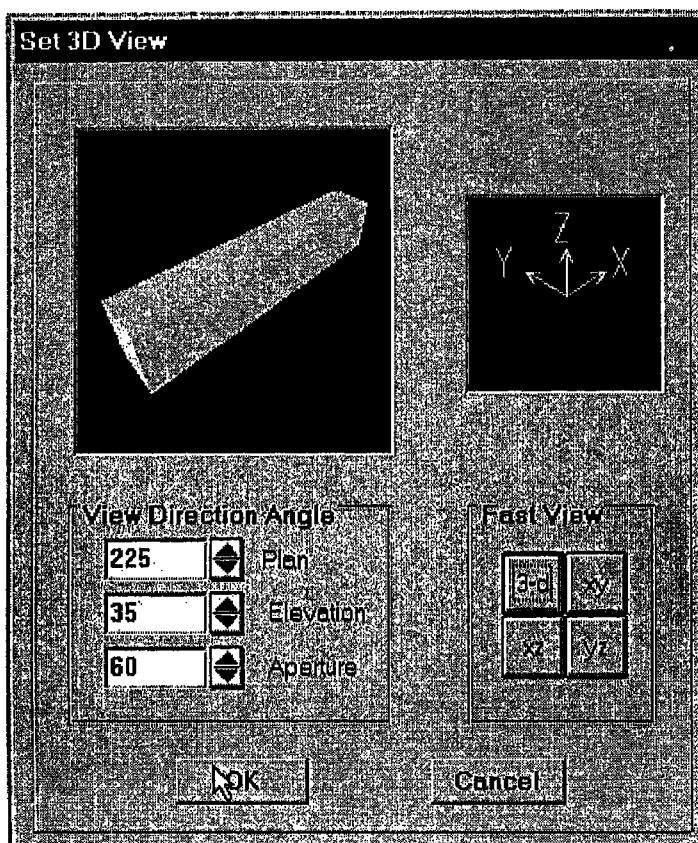 Set 3D View
Z
Y X
View Direction Angle
225 Plan
35 Elevation
60 Aperture
Fast View
3-d xy
xz yz
OK Cancel